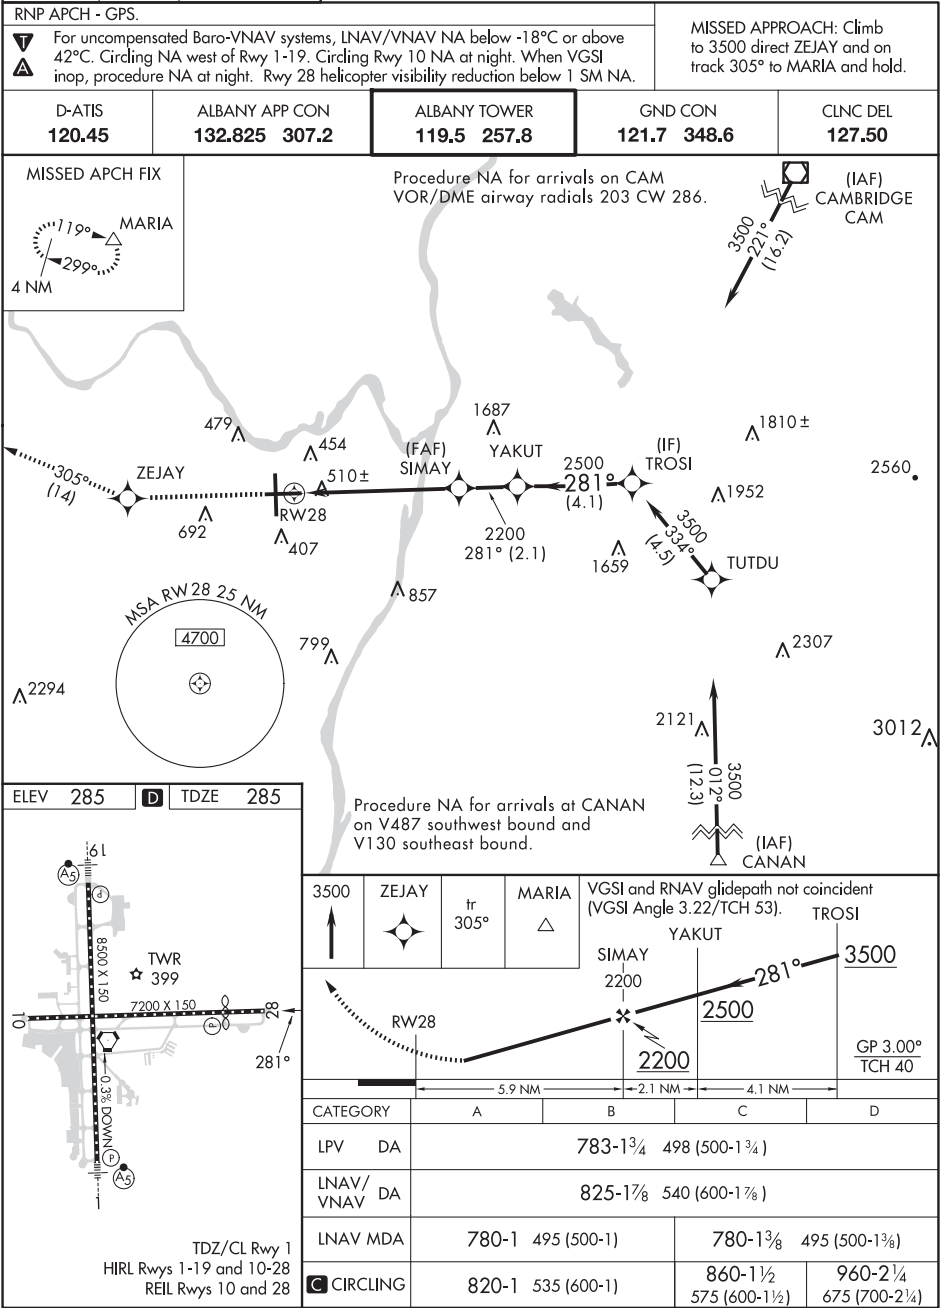 RNP APCH - GPS.
T
A
For uncompensated Baro-VNAV systems, LNAV/VNAV NA below -18°C or above
42°C. Circling NA west of Rwy 1-19. Circling Rwy 10 NA at night. When VGSI
inop, procedure NA at night. Rwy 28 helicopter visibility reduction below 1 SM NA.
MISSED APPROACH: Climb
to 3500 direct ZEJAY and on
track 305° to MARIA and hold.
D-ATIS
120.45
ALBANY APP CON
132.825 307.2
ALBANY TOWER
119.5 257.8
GND CON
121.7 348.6
CLNC DEL
127.50
MISSED APCH FIX
119°
MARIA
299°
4 NM
Procedure NA for arrivals on CAM
VOR/DME airway radials 203 CW 286.
(IAF)
CAMBRIDGE
CAM
3500
221°
(16.2)
479
454
510±
1687
1810±
2560
(FAF)
SIMAY
YAKUT
(IF)
TROSI
2500
281°
(4.1)
1952
305°
(14)
ZEJAY
RW28
692
407
2200
281° (2.1)
1659
3500
334°
(4.5)
TUTDU
857
MSA RW 28 25 NM
4700
799
2307
2294
2121
3012
3500
012°
(12.3)
(IAF)
CANAN
Procedure NA for arrivals at CANAN
on V487 southwest bound and
V130 southeast bound.
ELEV 285
D
TDZE 285
19
A5
P
8500 X 150
TWR
399
7200 X 150
10
28
P
281°
0.3% DOWN
P
A5
1
TDZ/CL Rwy 1
HIRL Rwys 1-19 and 10-28
REIL Rwys 10 and 28
3500
ZEJAY
tr
305°
MARIA
VGSI and RNAV glidepath not coincident
(VGSI Angle 3.22/TCH 53).
TROSI
YAKUT
SIMAY
2200
3500
281°
2500
RW28
2200
GP 3.00°
TCH 40
5.9 NM
2.1 NM
4.1 NM
CATEGORY A B C D
LPV DA 783-1¾ 498 (500-1¾)
LNAV/
VNAV DA 825-1⅞ 540 (600-1⅞)
LNAV MDA 780-1 495 (500-1) 780-1⅜ 495 (500-1⅜)
C CIRCLING 820-1 535 (600-1)
860-1½
575 (600-1½)
960-2¼
675 (700-2¼)